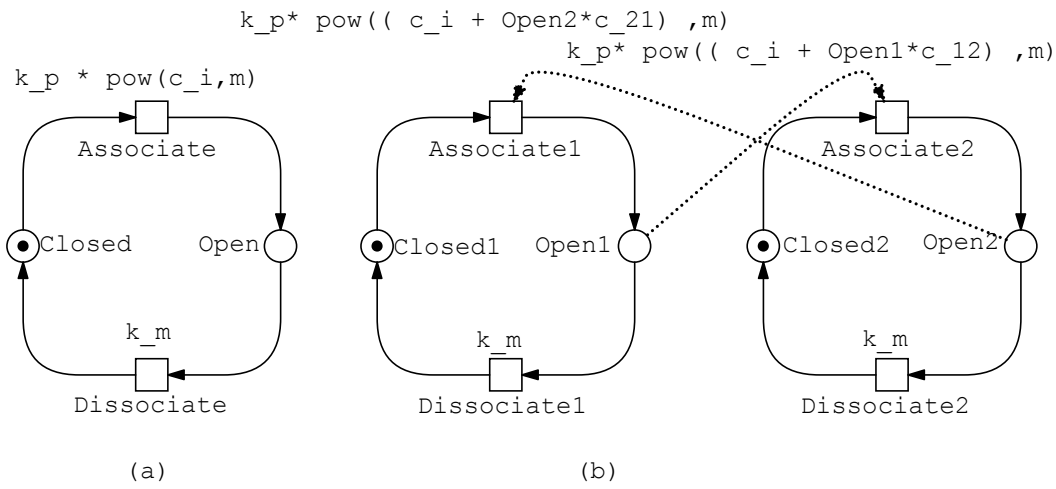 k_p* pow(( c_i + Open2*c_21) ,m)
k_p* pow(( c_i + Open1*c_12) ,m)
k_p * pow(c_i,m)
Associate
Associate1
Associate2
Closed
Open
Closed1
Open1
Closed2
Open2
k_m
k_m
k_m
Dissociate
Dissociate1
Dissociate2
(a)
(b)